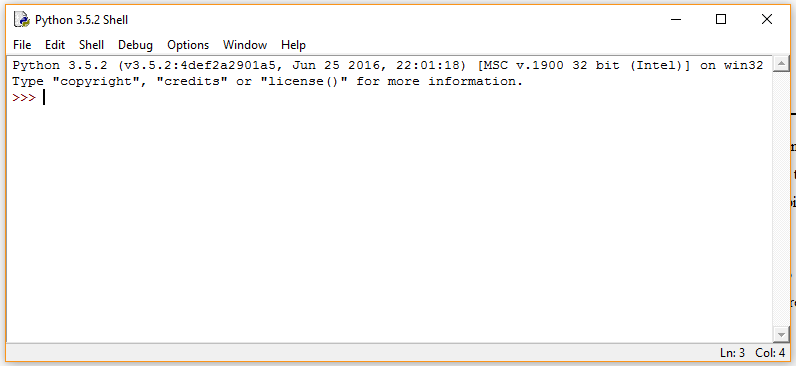 Python 3.5.2 Shell
File Edit Shell Debug Options Window Help
Python 3.5.2 (v3.5.2:4def2a2901a5, Jun 25 2016, 22:01:18) [MSC v.1900 32 bit (Intel)] on win32
Type "copyright", "credits" or "license()" for more information.
>>>
Ln: 3 Col: 4